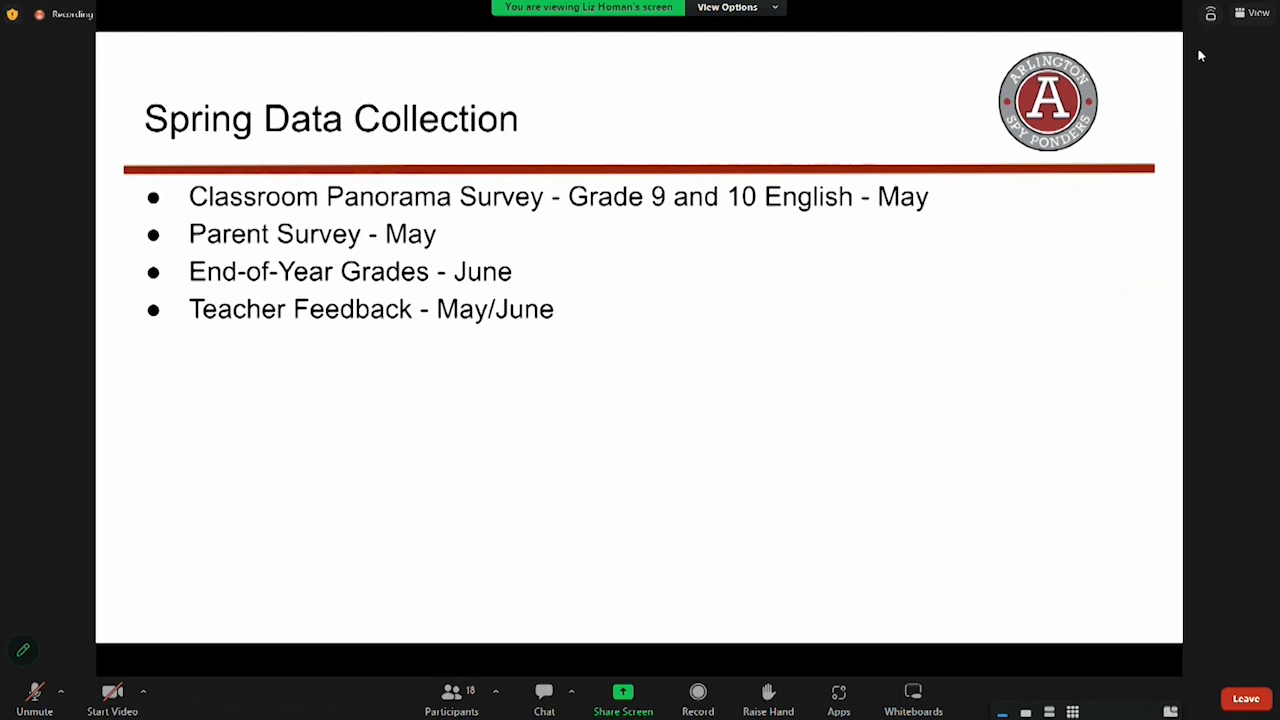 Recording
You are viewing Liz Homan's screen
View Options
View
ARLINGTON
A
SPY PONDERS
Spring Data Collection
● Classroom Panorama Survey - Grade 9 and 10 English - May
● Parent Survey - May
● End-of-Year Grades - June
● Teacher Feedback - May/June
Unmute
Start Video
18
Participants
Chat
Share Screen
Record
Raise Hand
Apps
Whiteboards
Leave